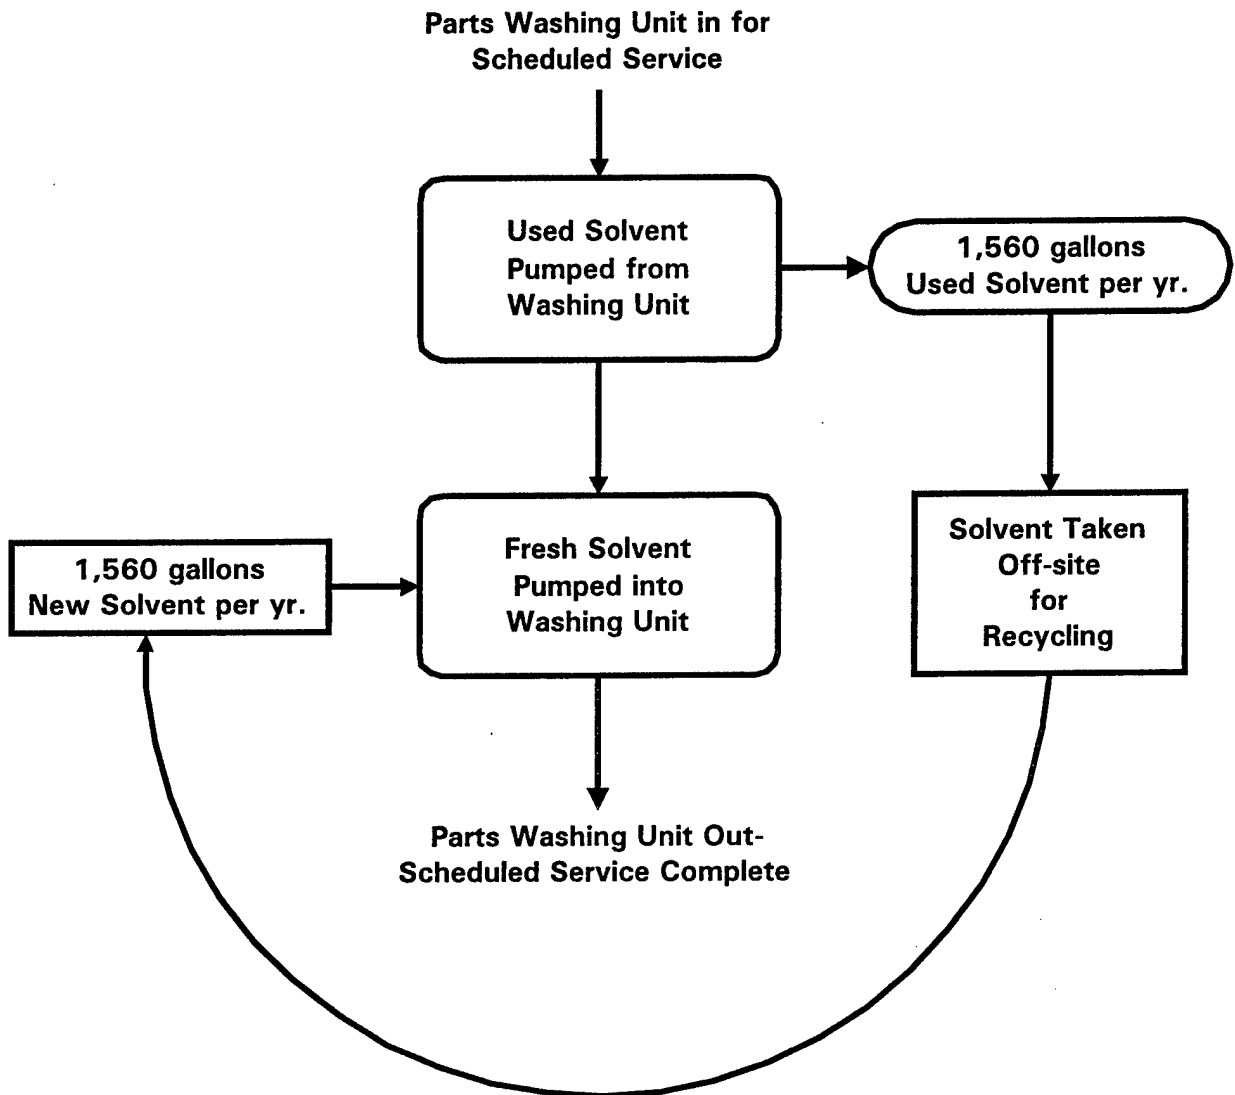 Parts Washing Unit in for
Scheduled Service
Used Solvent
Pumped from
Washing Unit
1,560 gallons
Used Solvent per yr.
Solvent Taken
Off-site
for
Recycling
1,560 gallons
New Solvent per yr.
Fresh Solvent
Pumped into
Washing Unit
Parts Washing Unit Out-
Scheduled Service Complete